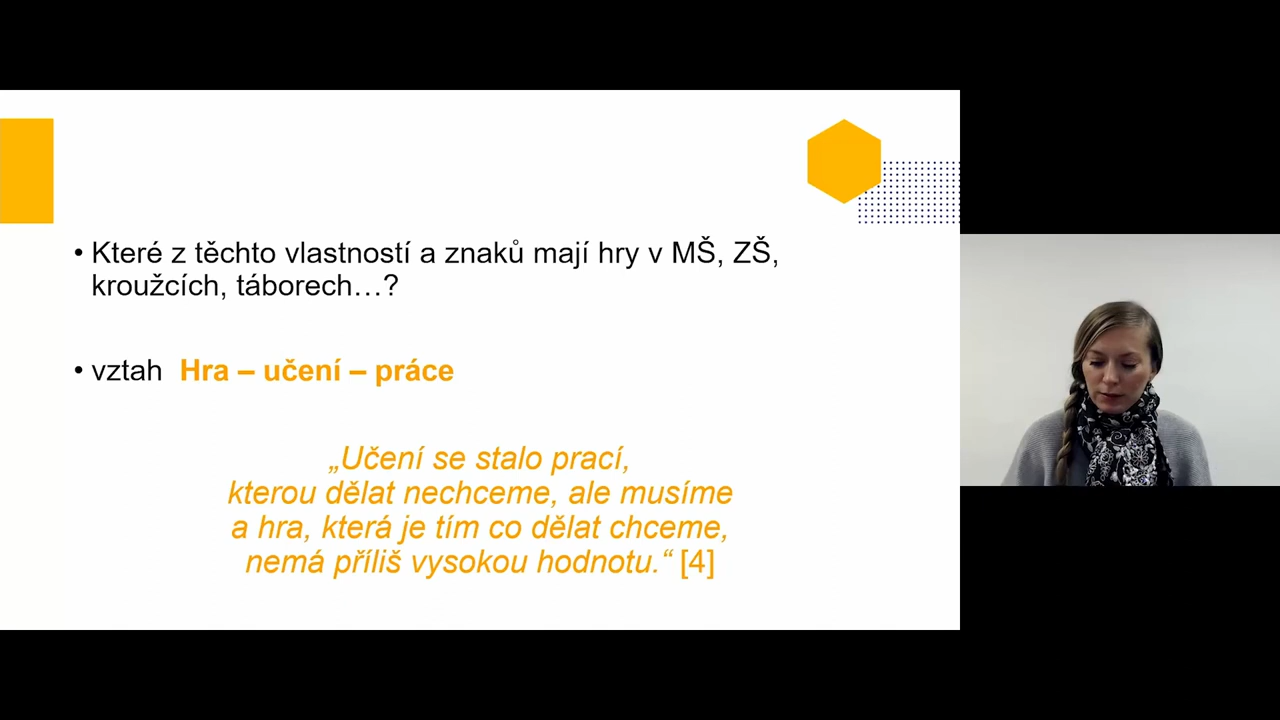 • Které z těchto vlastností a znaků mají hry v MŠ, ZŠ,
kroužcích, táborech…?
• vztah Hra – učení – práce
„Učení se stalo prací,
kterou dělat nechceme, ale musíme
a hra, která je tím co dělat chceme,
nemá příliš vysokou hodnotu.“ [4]